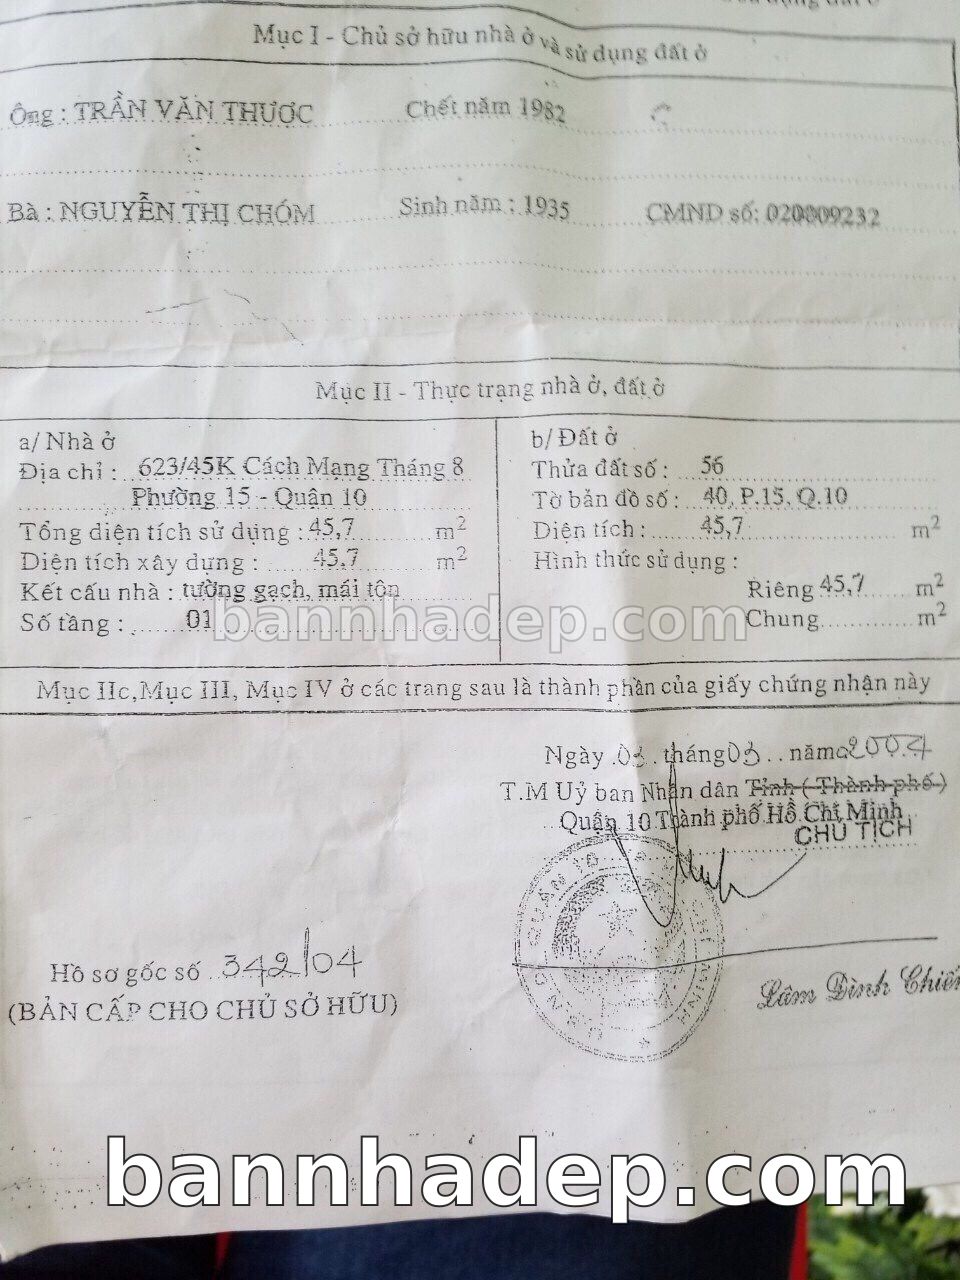 Mục I - Chủ sở hữu nhà ở và sử dụng đất ở
Ông : TRẦN VĂN THƯỢC Chết năm 1982
Bà : NGUYỄN THỊ CHÓM Sinh năm : 1935 CMND số: 020809232
Mục II - Thực trạng nhà ở, đất ở
a/ Nhà ở
Địa chỉ : 623/45K Cách Mạng Tháng 8
Phường 15 - Quận 10
Tổng diện tích sử dụng : 45,7 m²
Diện tích xây dựng : 45,7 m²
Kết cấu nhà : tường gạch, mái tôn
Số tầng : 01
b/ Đất ở
Thửa đất số : 56
Tờ bản đồ số : 40, P.15, Q.10
Diện tích : 45,7 m²
Hình thức sử dụng :
Riêng 45,7 m²
Chung m²
bannhadep.com
Mục IIc, Mục III, Mục IV ở các trang sau là thành phần của giấy chứng nhận này
Ngày 03 tháng 03 năm 2004
T.M Uỷ ban Nhân dân Tỉnh ( Thành phố )
Quận 10 Thành phố Hồ Chí Minh
CHỦ TỊCH
QUẬN 10
Lâm Đình Chiến
Hồ sơ gốc số 342/04
(BẢN CẤP CHO CHỦ SỞ HỮU)
bannhadep.com